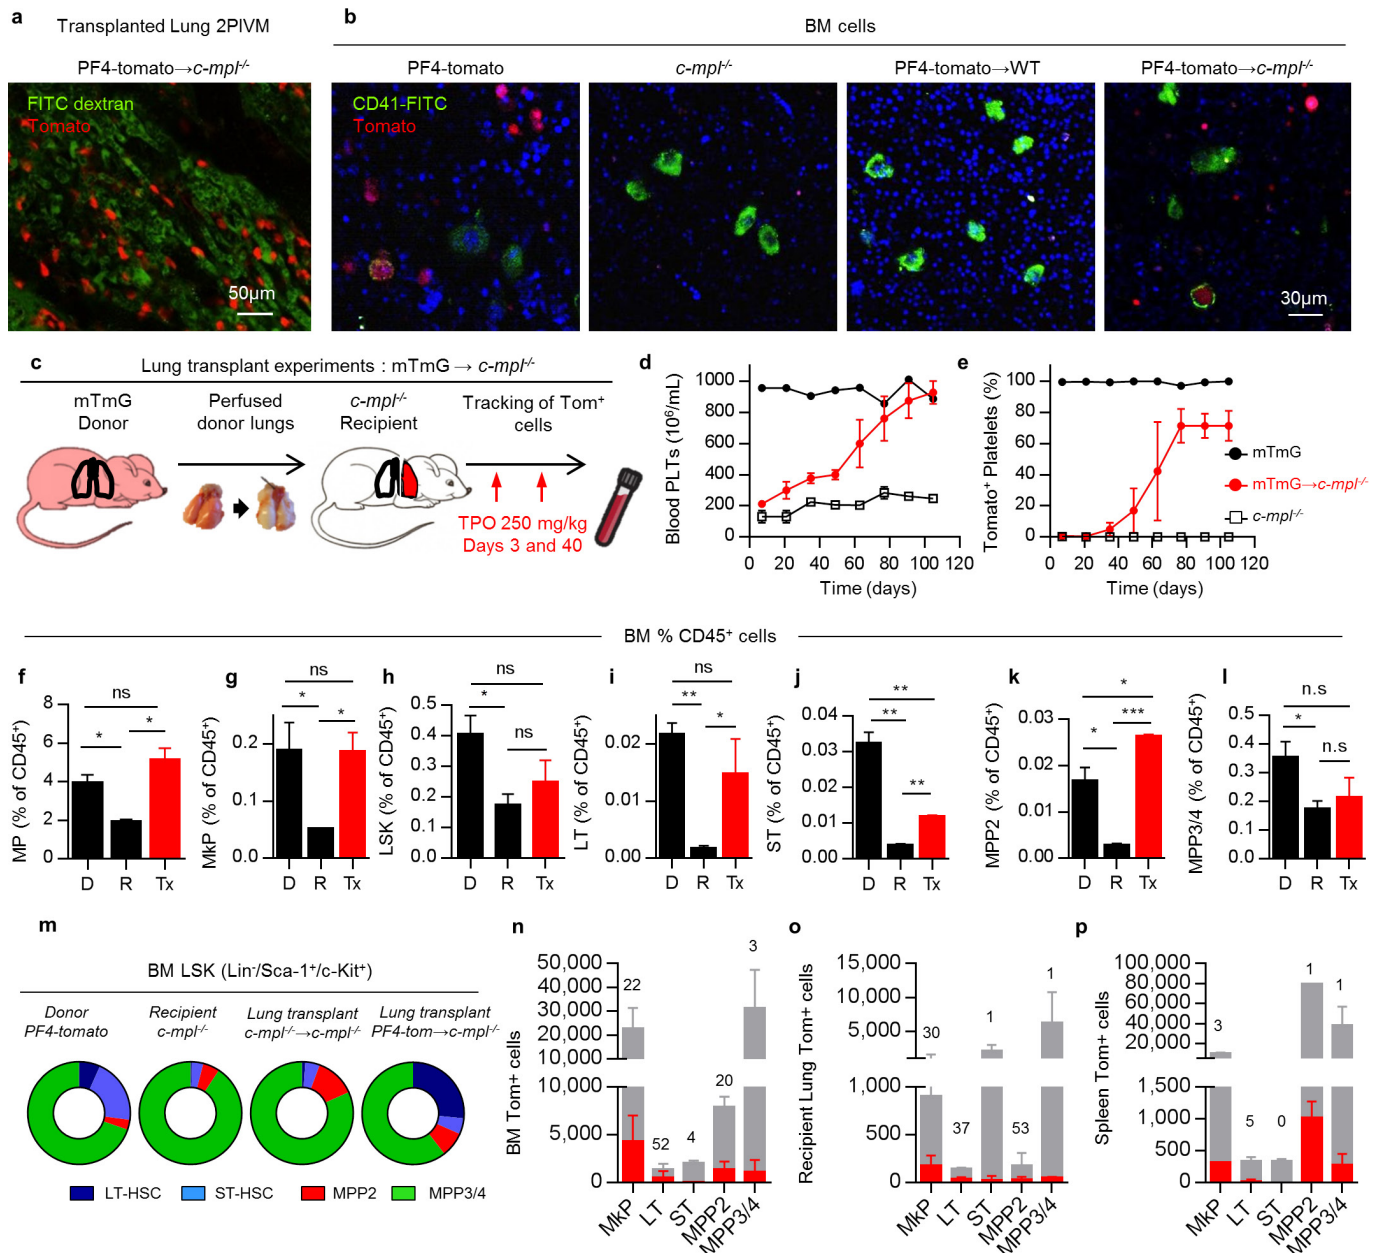 a
Transplanted Lung 2PIVM
PF4-tomato→c-mpl-/-
FITC dextran
Tomato
50µm
b
BM cells
PF4-tomato
c-mpl-/-
PF4-tomato→WT
PF4-tomato→c-mpl-/-
CD41-FITC
Tomato
30µm
c
Lung transplant experiments : mTmG → c-mpl-/-
mTmG
Donor
Perfused
donor lungs
c-mpl-/-
Recipient
Tracking of Tom+
cells
TPO 250 mg/kg
Days 3 and 40
d
Blood PLTs (10⁶/mL)
1000
800
600
400
200
0
0 20 40 60 80 100 120
Time (days)
e
Tomato+ Platelets (%)
100
80
60
40
20
0
0 20 40 60 80 100 120
Time (days)
mTmG
mTmG→c-mpl-/-
c-mpl-/-
BM % CD45+ cells
f
MP (% of CD45+)
8
6
4
2
0
ns
* *
D R Tx
g
MkP (% of CD45+)
0.2
0.1
0.0
ns
* *
D R Tx
h
LSK (% of CD45+)
0.5
0.4
0.3
0.2
0.1
0.0
ns
*
ns
D R Tx
i
LT (% of CD45+)
0.02
0.01
0.00
ns
** *
D R Tx
j
ST (% of CD45+)
0.04
0.03
0.02
0.01
0.00
**
**
**
D R Tx
k
MPP2 (% of CD45+)
0.03
0.02
0.01
0.00
*
* ***
D R Tx
l
MPP3/4 (% of CD45+)
0.5
0.4
0.3
0.2
0.1
0.0
n.s
*
n.s
D R Tx
m
BM LSK (Lin-/Sca-1+/c-Kit+)
Donor
PF4-tomato
Recipient
c-mpl-/-
Lung transplant
c-mpl-/-→c-mpl-/-
Lung transplant
PF4-tom→c-mpl-/-
LT-HSC
ST-HSC
MPP2
MPP3/4
n
BM Tom+ cells
50,000
40,000
30,000
20,000
10,000
10,000
5,000
0
22
52
4
20
3
MkP
LT
ST
MPP2
MPP3/4
o
Recipient Lung Tom+ cells
15,000
10,000
5,000
1,000
500
0
30
37
1
53
1
MkP
LT
ST
MPP2
MPP3/4
p
Spleen Tom+ cells
100,000
80,000
60,000
40,000
20,000
0
1,500
1,000
500
0
3
5
0
1
1
MkP
LT
ST
MPP2
MPP3/4